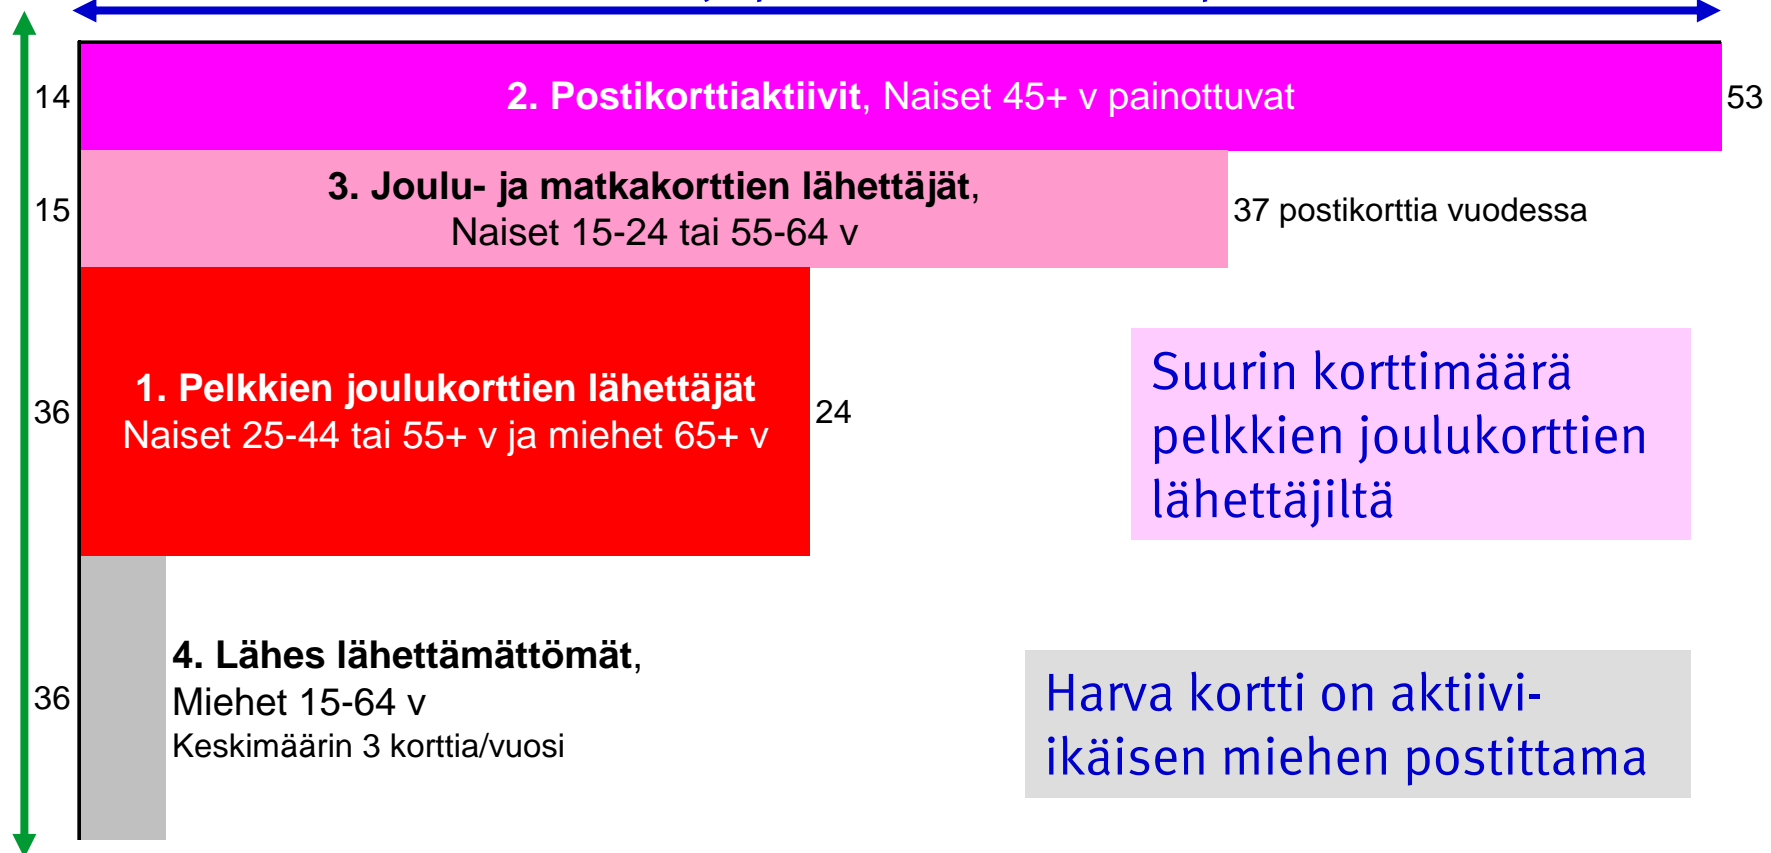 14
2. Postikorttiaktiivit, Naiset 45+ v painottuvat
53
15
3. Joulu- ja matkakorttien lähettäjät,
Naiset 15-24 tai 55-64 v
37 postikorttia vuodessa
36
1. Pelkkien joulukorttien lähettäjät
Naiset 25-44 tai 55+ v ja miehet 65+ v
24
Suurin korttimäärä
pelkkien joulukorttien
lähettäjiltä
36
4. Lähes lähettämättömät,
Miehet 15-64 v
Keskimäärin 3 korttia/vuosi
Harva kortti on aktiivi-
ikäisen miehen postittama